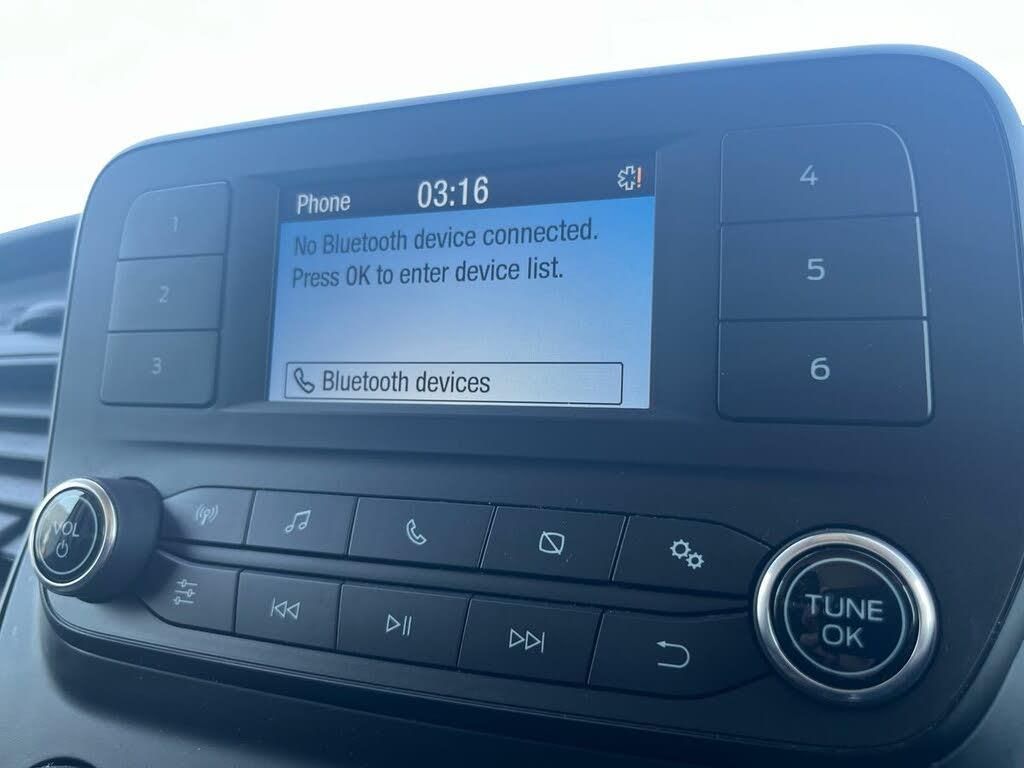 Phone 03:16
No Bluetooth device connected.
Press OK to enter device list.
Bluetooth devices
1
2
3
4
5
6
VOL
TUNE
OK